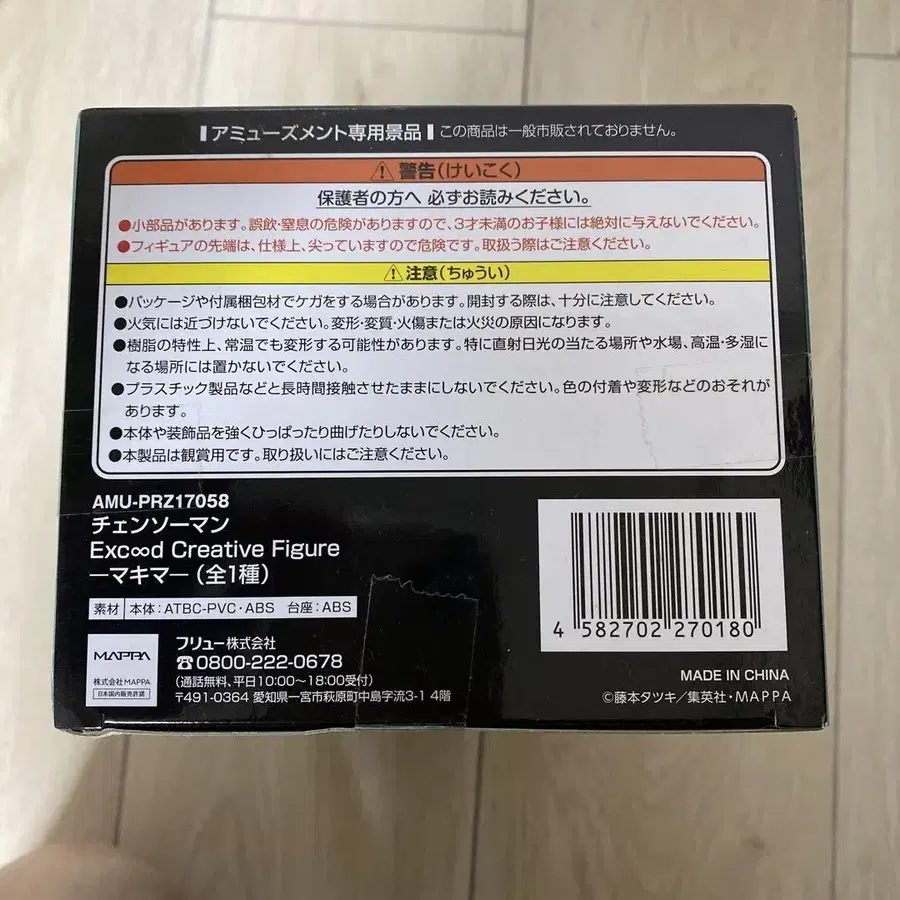 アミューズメント専用景品 この商品は一般市販されておりません。
⚠警告(けいこく)
保護者の方へ 必ずお読みください。
●小部品があります。誤飲・窒息の危険がありますので、3才未満のお子様には絶対に与えないでください。
●フィギュアの先端は、仕様上、尖っていますので危険です。取扱う際はご注意ください。
⚠注意(ちゅうい)
●パッケージや付属梱包材でケガをする場合があります。開封する際は、十分に注意してください。
●火気には近づけないでください。変形・変質・火傷または火災の原因になります。
●樹脂の特性上、常温でも変形する可能性があります。特に直射日光の当たる場所や水場、高温・多湿に
なる場所には置かないでください。
●プラスチック製品などと長時間接触させたままにしないでください。色の付着や変形などのおそれが
あります。
●本体や装飾品を強くひっぱったり曲げたりしないでください。
●本製品は観賞用です。取り扱いにはご注意ください。
AMU-PRZ17058
チェンソーマン
Exc∞d Creative Figure
―マキマ―(全1種)
素材 本体:ATBC-PVC・ABS 台座:ABS
MAPPA
株式会社MAPPA
日本国内販売許諾
フリュー株式会社
☎0800-222-0678
(通話無料、平日10:00~18:00受付)
〒491-0364 愛知県一宮市萩原町中島字流3-1 4階
4 582702 270180
MADE IN CHINA
©藤本タツキ/集英社・MAPPA